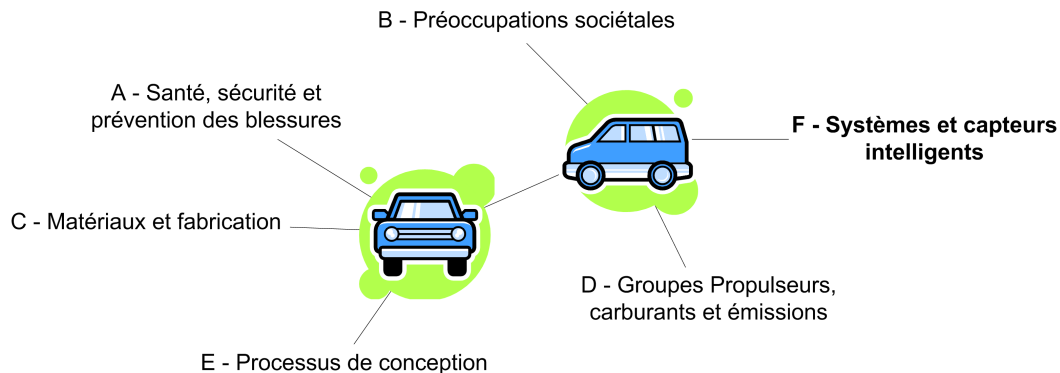 B - Préoccupations sociétales
A - Santé, sécurité et
prévention des blessures
F - Systèmes et capteurs
intelligents
C - Matériaux et fabrication
D - Groupes Propulseurs,
carburants et émissions
E - Processus de conception